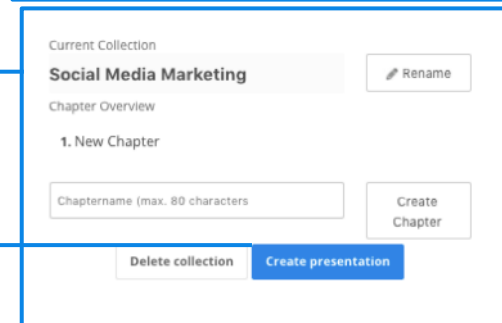 Current Collection
Social Media Marketing
Rename
Chapter Overview
1. New Chapter
Chaptername (max. 80 characters
Create
Chapter
Delete collection
Create presentation